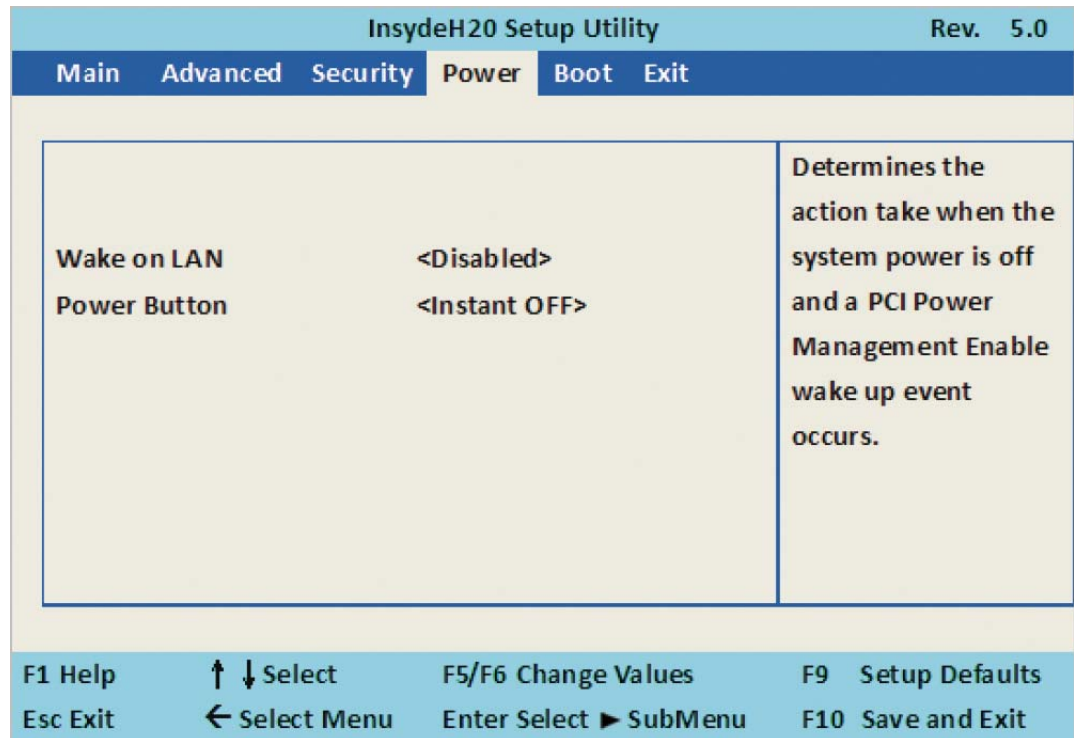 InsydeH20 Setup Utility Rev. 5.0
Main Advanced Security Power Boot Exit
Wake on LAN <Disabled>
Power Button <Instant OFF>
Determines the
action take when the
system power is off
and a PCI Power
Management Enable
wake up event
occurs.
F1 Help ↑ ↓ Select F5/F6 Change Values F9 Setup Defaults
Esc Exit ← Select Menu Enter Select ► SubMenu F10 Save and Exit